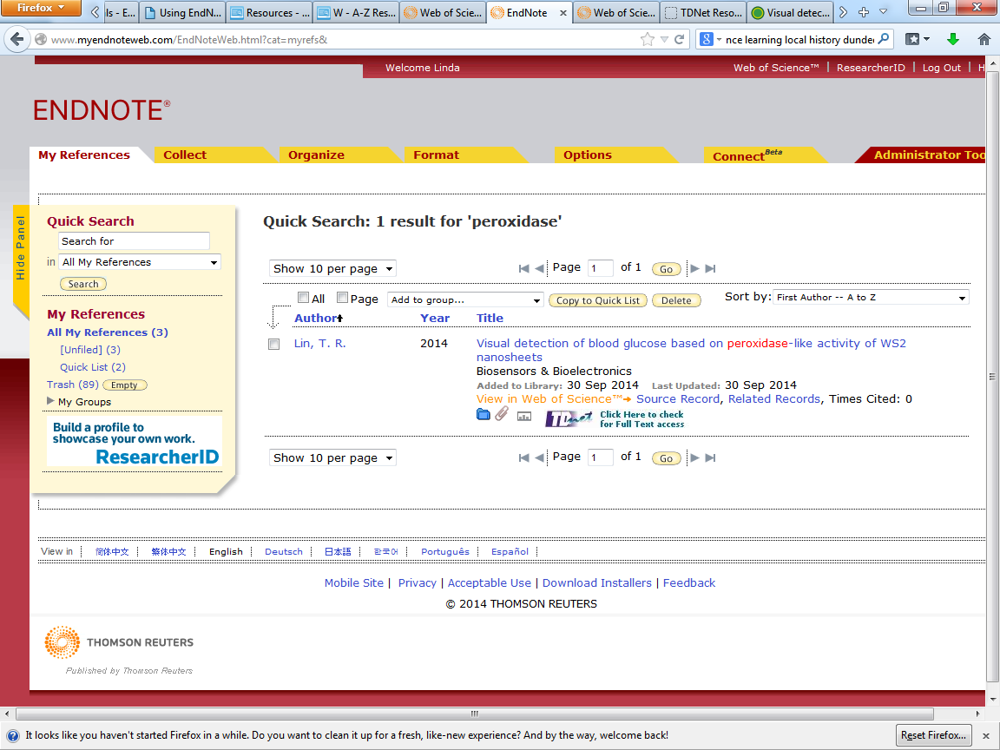 Firefox
ls - E...
Using EndN...
Resources - ...
W - A-Z Res...
Web of Scie...
EndNote
Web of Scie...
TDNet Reso...
Visual detec...
www.myendnoteweb.com/EndNoteWeb.html?cat=myrefs&
nce learning local history dunde
Welcome Linda
Web of Science™ | ResearcherID | Log Out | H
ENDNOTE®
My References
Collect
Organize
Format
Options
Connect Beta
Administrator Too
Hide Panel
Quick Search
Search for
in All My References
Search
My References
All My References (3)
[Unfiled] (3)
Quick List (2)
Trash (89) Empty
My Groups
Build a profile to
showcase your own work.
ResearcherID
Quick Search: 1 result for 'peroxidase'
Show 10 per page
Page 1 of 1 Go
All Page Add to group... Copy to Quick List Delete Sort by: First Author -- A to Z
Author Year Title
Lin, T. R. 2014 Visual detection of blood glucose based on peroxidase-like activity of WS2
nanosheets
Biosensors & Bioelectronics
Added to Library: 30 Sep 2014 Last Updated: 30 Sep 2014
View in Web of Science™➔ Source Record, Related Records, Times Cited: 0
TDnet Click Here to check
for Full Text access
Show 10 per page
Page 1 of 1 Go
View in 简体中文 繁体中文 English Deutsch 日本語 한국어 Português Español
Mobile Site | Privacy | Acceptable Use | Download Installers | Feedback
© 2014 THOMSON REUTERS
THOMSON REUTERS
Published by Thomson Reuters
It looks like you haven't started Firefox in a while. Do you want to clean it up for a fresh, like-new experience? And by the way, welcome back!
Reset Firefox...